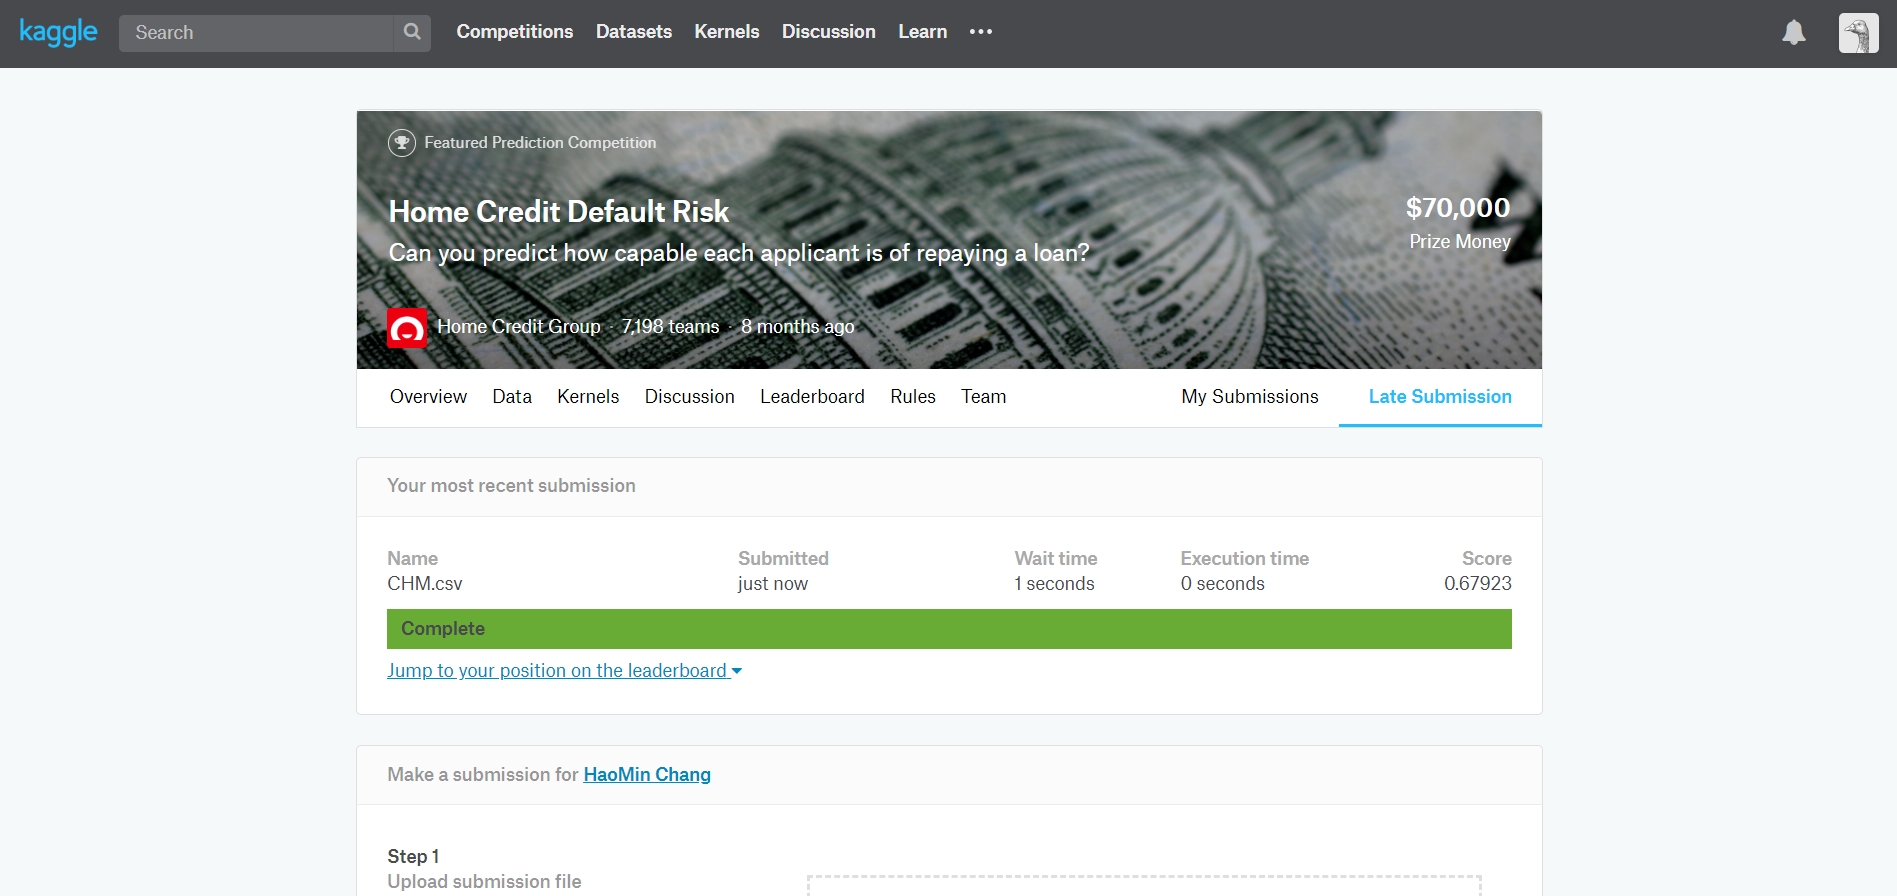 kaggle Search Competitions Datasets Kernels Discussion Learn •••
Featured Prediction Competition
Home Credit Default Risk
$70,000
Can you predict how capable each applicant is of repaying a loan?
Prize Money
Home Credit Group · 7,198 teams · 8 months ago
Overview Data Kernels Discussion Leaderboard Rules Team My Submissions Late Submission
Your most recent submission
Name Submitted Wait time Execution time Score
CHM.csv just now 1 seconds 0 seconds 0.67923
Complete
Jump to your position on the leaderboard
Make a submission for HaoMin Chang
Step 1
Upload submission file